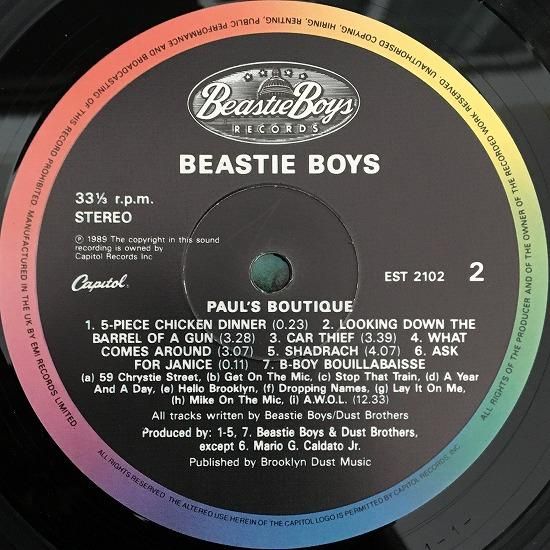 UNAUTHORISED COPYING, HIRING, RENTING, PUBLIC PERFORMANCE AND BROADCASTING OF THIS RECORD PROHIBITED. MANUFACTURED IN THE UK BY EMI RECORDS LIMITED.
ALL RIGHTS OF THE PRODUCER AND OF THE OWNER OF THE RECORDED WORK RESERVED.
Beastie Boys
RECORDS
BEASTIE BOYS
33⅓ r.p.m.
STEREO
℗ 1989 The copyright in this sound
recording is owned by
Capitol Records Inc
Capitol®
EST 2102 2
PAUL'S BOUTIQUE
1. 5-PIECE CHICKEN DINNER (0.23) 2. LOOKING DOWN THE
BARREL OF A GUN (3.28) 3. CAR THIEF (3.39) 4. WHAT
COMES AROUND (3.07) 5. SHADRACH (4.07) 6. ASK
FOR JANICE (0.11) 7. B-BOY BOUILLABAISSE
(a) 59 Chrystie Street, (b) Get On The Mic, (c) Stop That Train, (d) A Year
And A Day, (e) Hello Brooklyn, (f) Dropping Names, (g) Lay It On Me,
(h) Mike On The Mic, (i) A.W.O.L. (12.33)
All tracks written by Beastie Boys/Dust Brothers
Produced by: 1-5, 7. Beastie Boys & Dust Brothers,
except 6. Mario G. Caldato Jr.
Published by Brooklyn Dust Music
ALL RIGHTS RESERVED. THE ALTERED USE HEREIN OF THE CAPITOL LOGO IS PERMITTED BY CAPITOL RECORDS, INC.